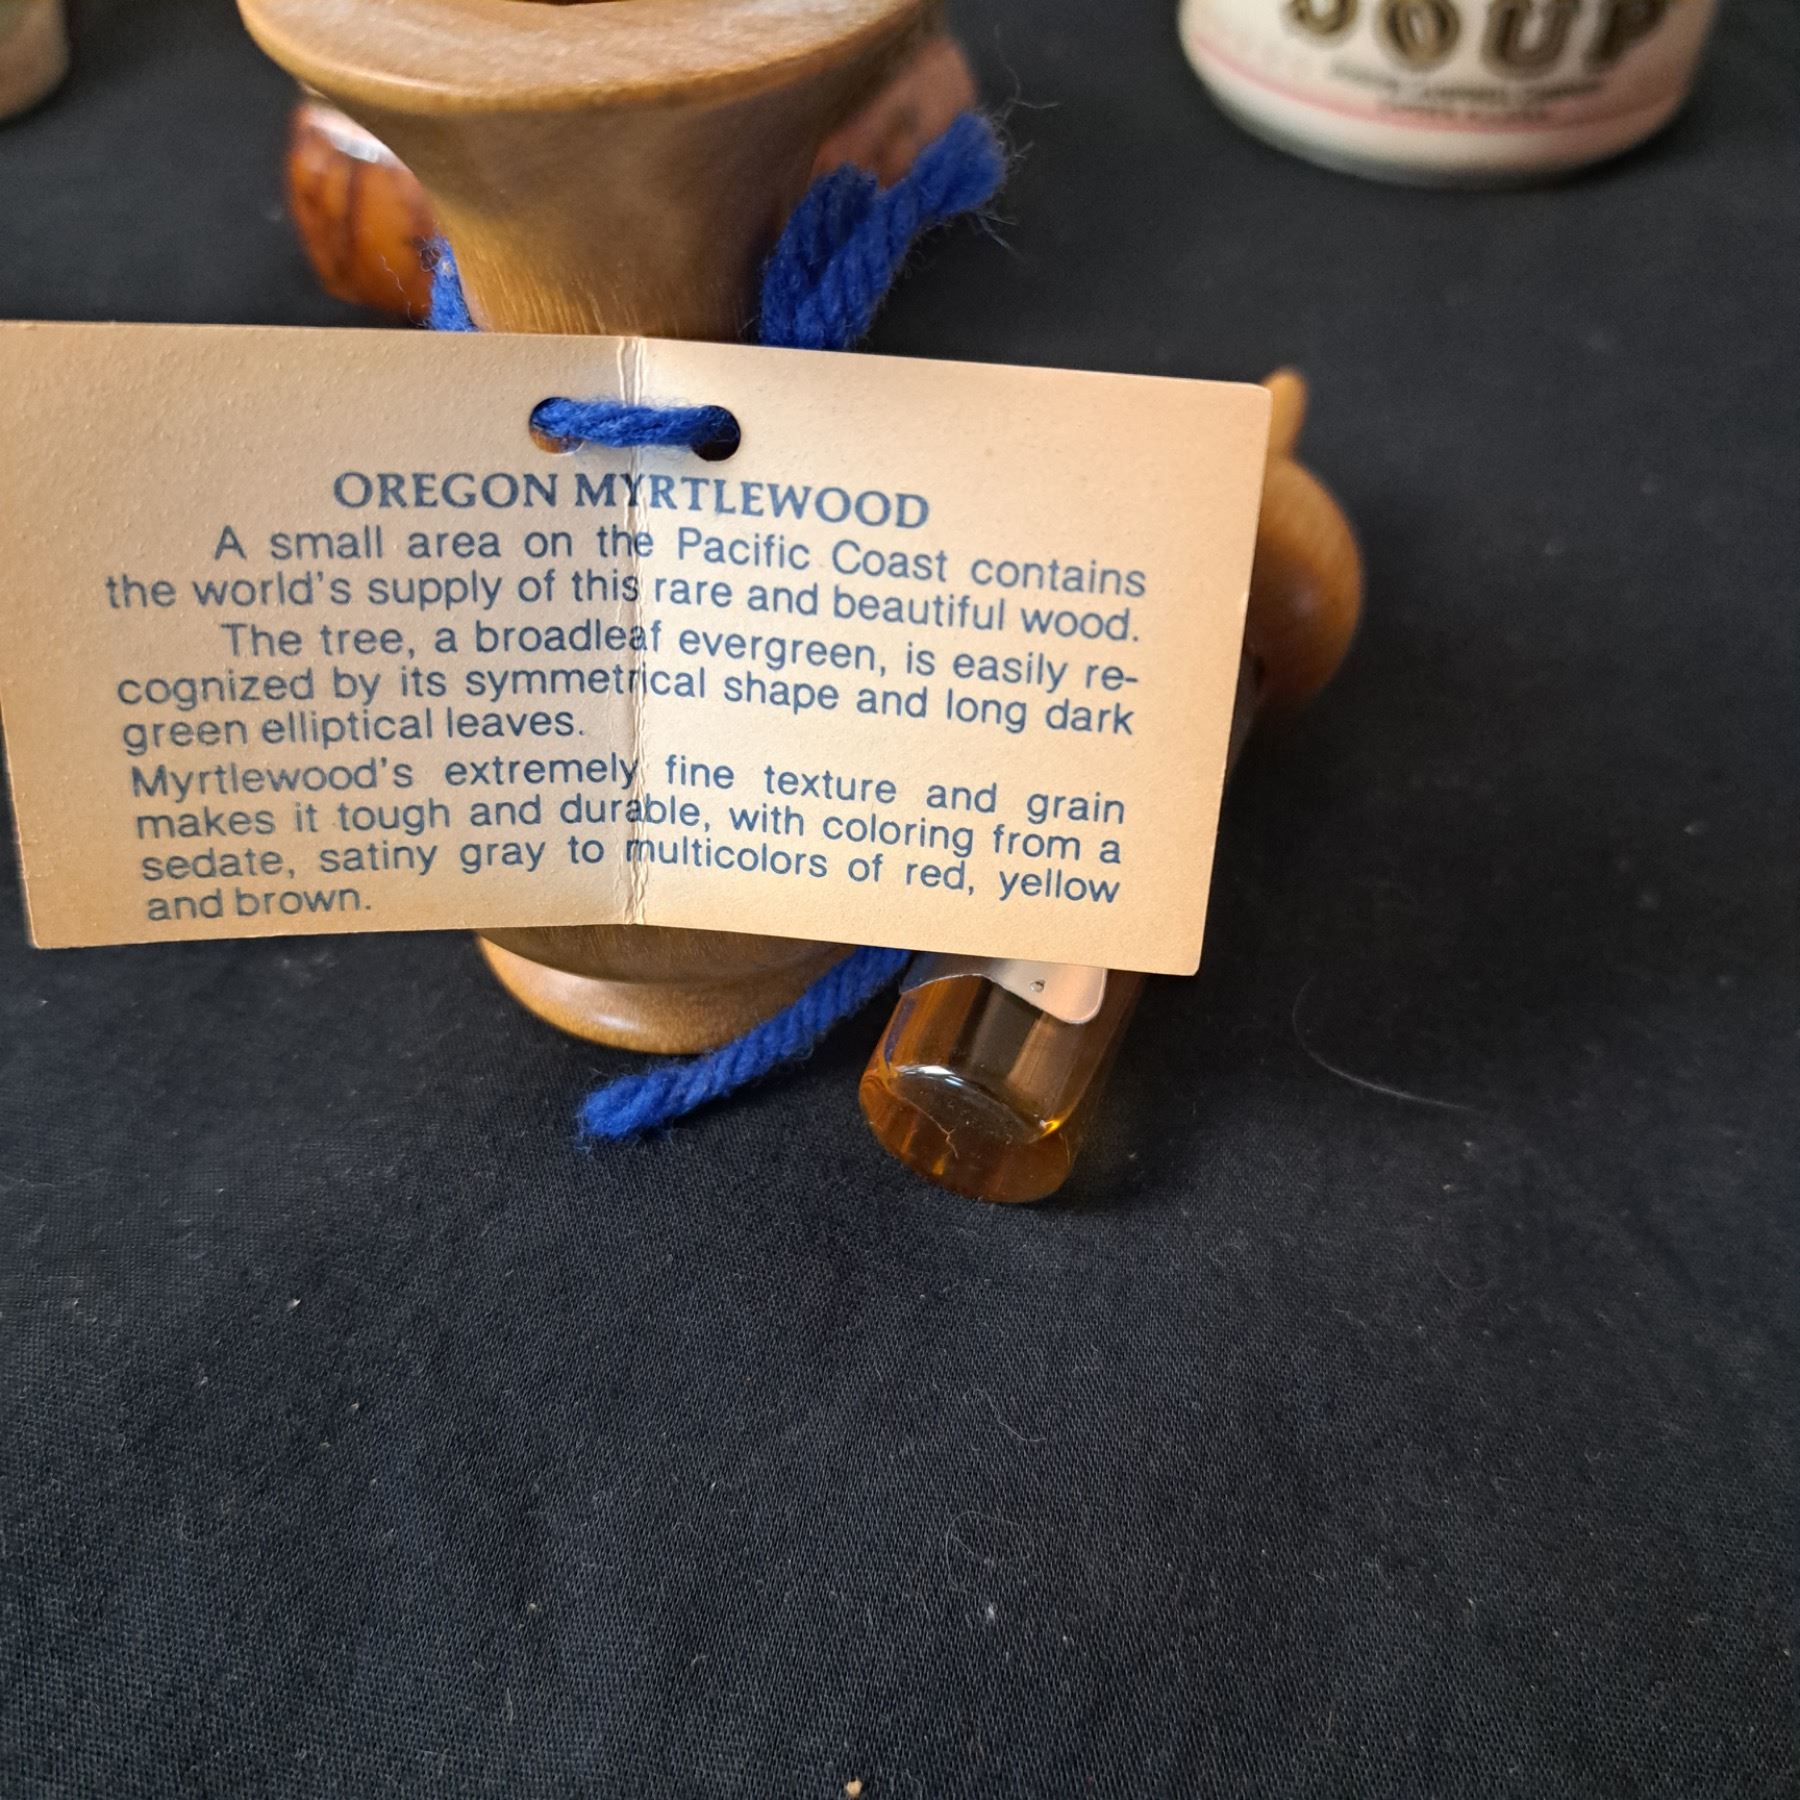 SOUP
OREGON MYRTLEWOOD
A small area on the Pacific Coast contains
the world's supply of this rare and beautiful wood.
The tree, a broadleaf evergreen, is easily re-
cognized by its symmetrical shape and long dark
green elliptical leaves.
Myrtlewood's extremely fine texture and grain
makes it tough and durable, with coloring from a
sedate, satiny gray to multicolors of red, yellow
and brown.